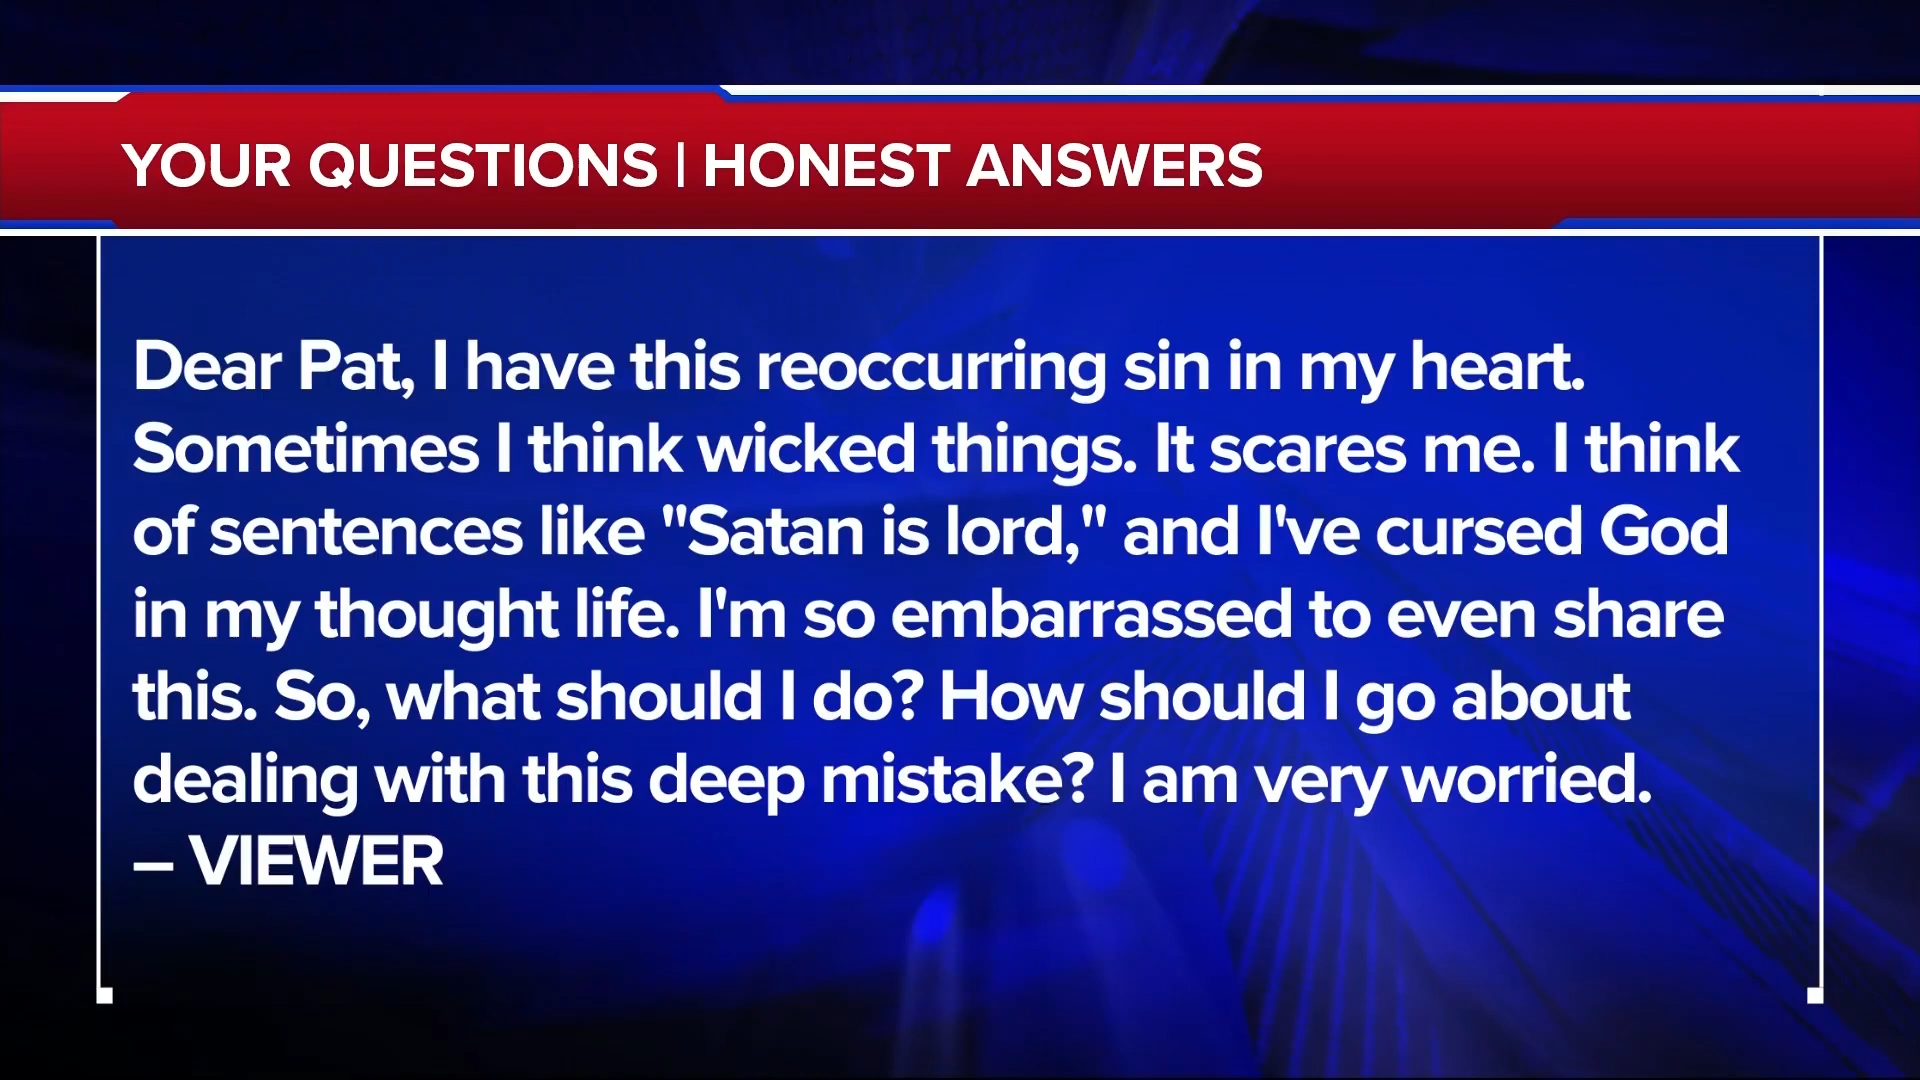 YOUR QUESTIONS | HONEST ANSWERS
Dear Pat, I have this reoccurring sin in my heart.
Sometimes I think wicked things. It scares me. I think
of sentences like "Satan is lord," and I've cursed God
in my thought life. I'm so embarrassed to even share
this. So, what should I do? How should I go about
dealing with this deep mistake? I am very worried.
– VIEWER